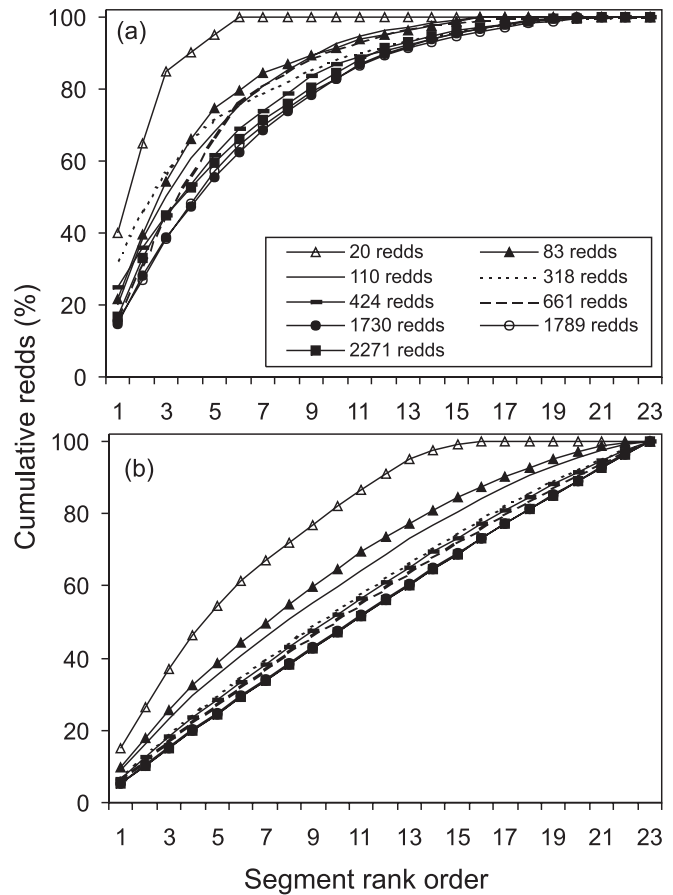 (a)
100
80
60
40
20
0
20 redds 83 redds
110 redds 318 redds
424 redds 661 redds
1730 redds 1789 redds
2271 redds
1 3 5 7 9 11 13 15 17 19 21 23
Cumulative redds (%)
(b)
100
80
60
40
20
0
1 3 5 7 9 11 13 15 17 19 21 23
Segment rank order